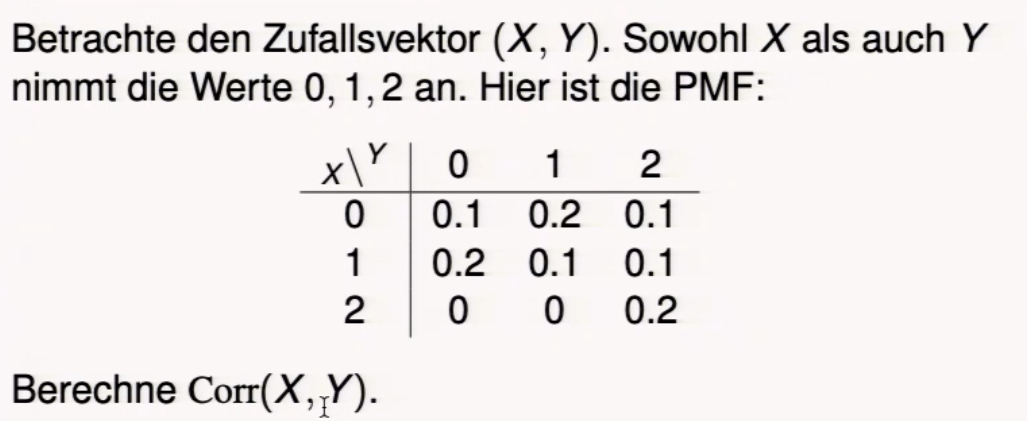 Betrachte den Zufallsvektor (X, Y). Sowohl X als auch Y
nimmt die Werte 0, 1, 2 an. Hier ist die PMF:
X\Y 0 1 2
0 0.1 0.2 0.1
1 0.2 0.1 0.1
2 0 0 0.2
Berechne Corr(X, Y).